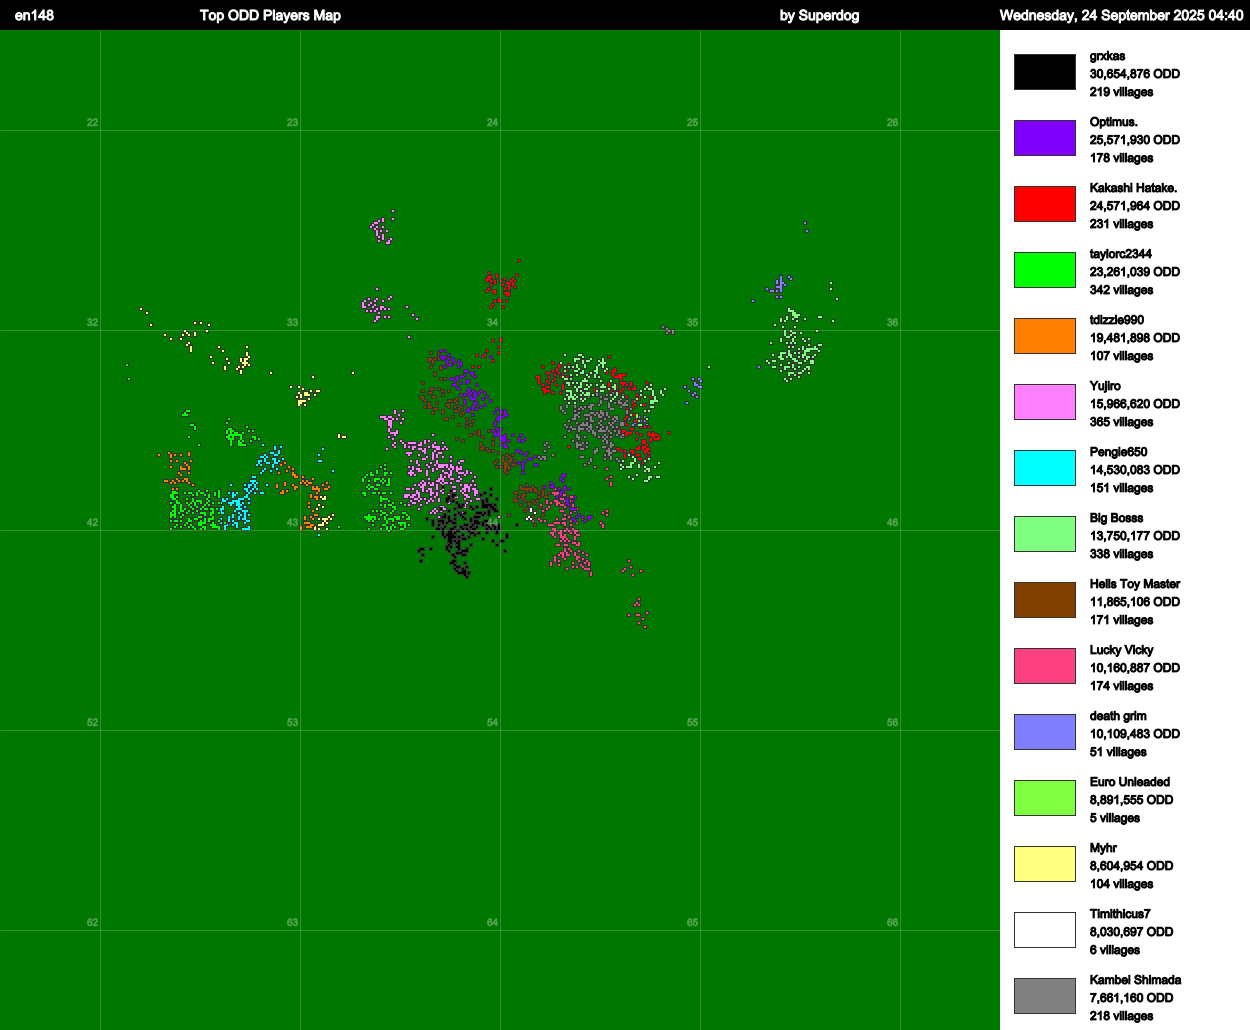 en148 Top ODD Players Map by Superdog Wednesday, 24 September 2025 04:40
grxkas
30,654,876 ODD
219 villages
Optimus.
25,571,930 ODD
178 villages
Kakashi Hatake.
24,571,964 ODD
231 villages
taylorc2344
23,261,039 ODD
342 villages
tdizzle990
19,481,898 ODD
107 villages
Yujiro
15,966,620 ODD
365 villages
Pengie650
14,530,083 ODD
151 villages
Big Bosss
13,750,177 ODD
338 villages
Hells Toy Master
11,865,106 ODD
171 villages
Lucky Vicky
10,160,887 ODD
174 villages
death grim
10,109,483 ODD
51 villages
Euro Unleaded
8,891,555 ODD
5 villages
Myhr
8,604,954 ODD
104 villages
Timithicus7
8,030,697 ODD
6 villages
Kambei Shimada
7,661,160 ODD
218 villages
22 23 24 25 26
32 33 34 35 36
42 43 44 45 46
52 53 54 55 56
62 63 64 65 66